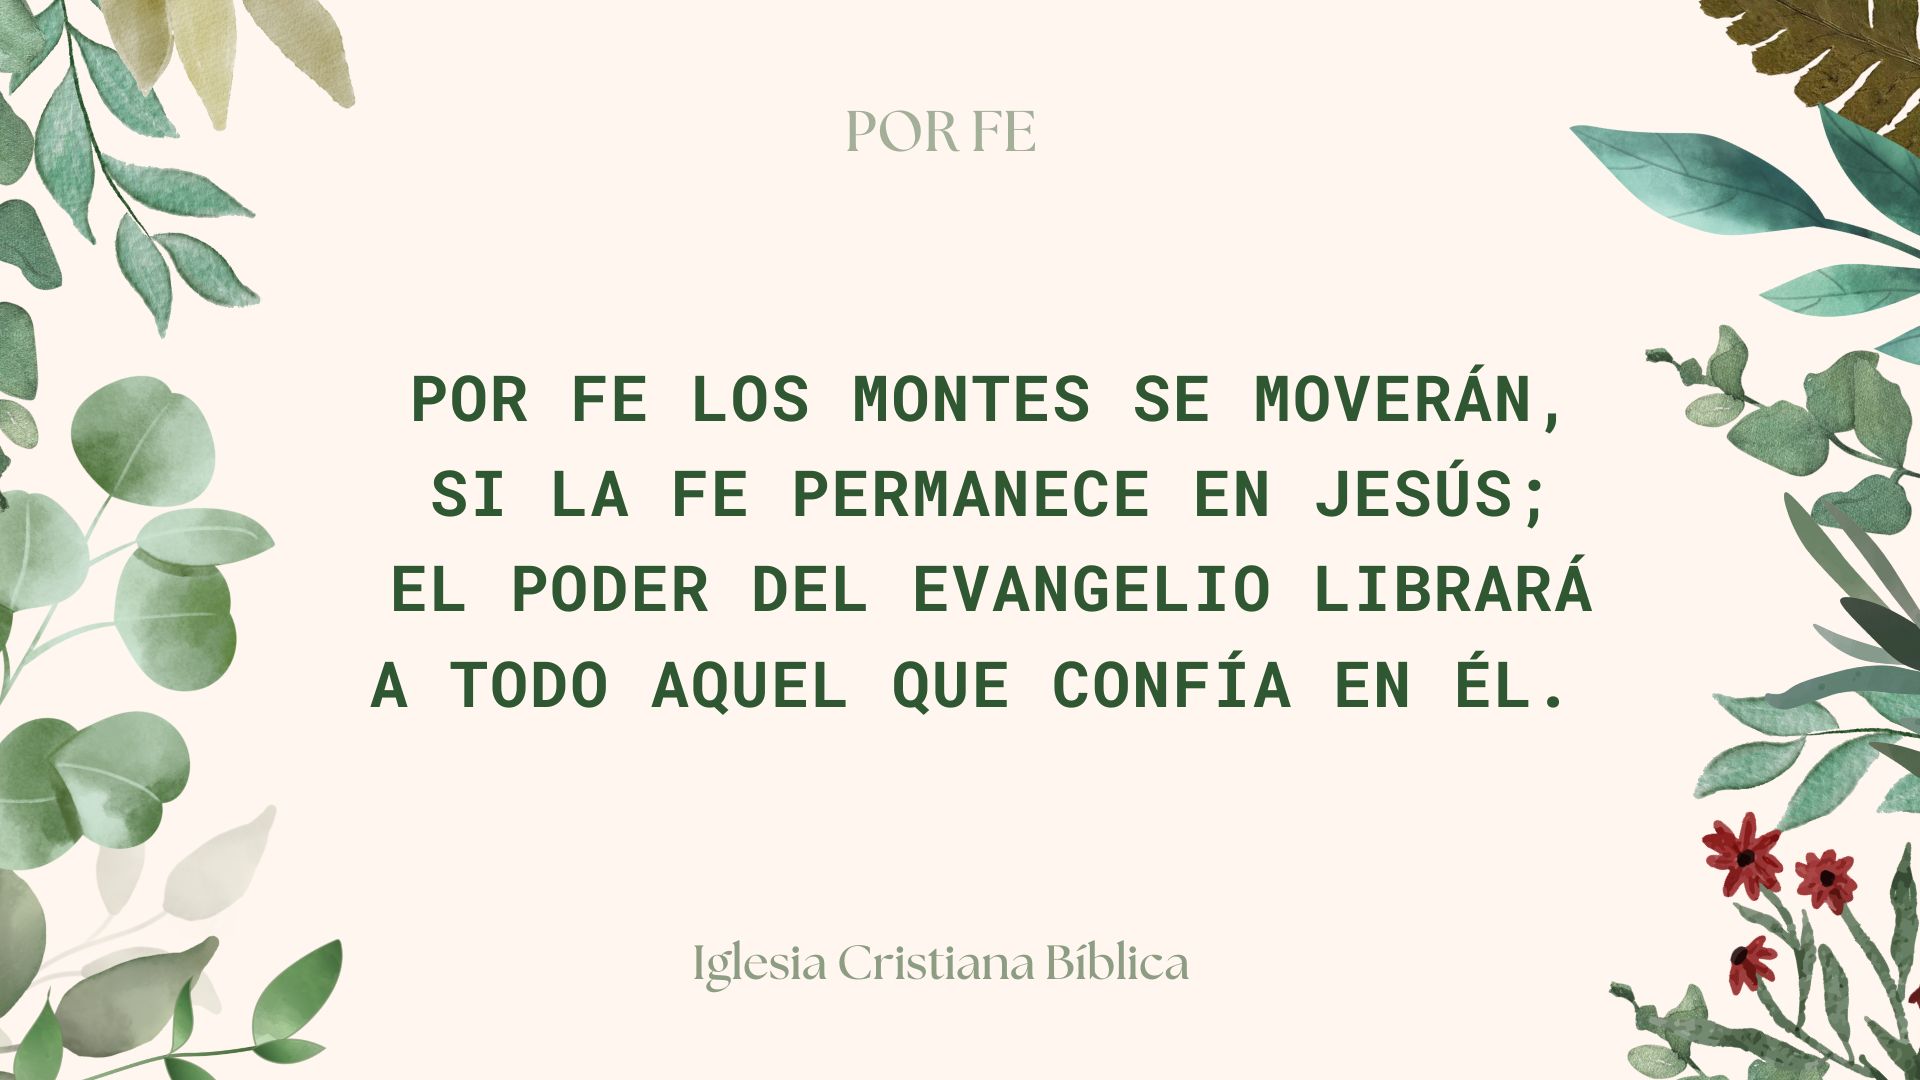 POR FE
POR FE LOS MONTES SE MOVERÁN,
SI LA FE PERMANECE EN JESÚS;
EL PODER DEL EVANGELIO LIBRARÁ
A TODO AQUEL QUE CONFÍA EN ÉL.
Iglesia Cristiana Bíblica